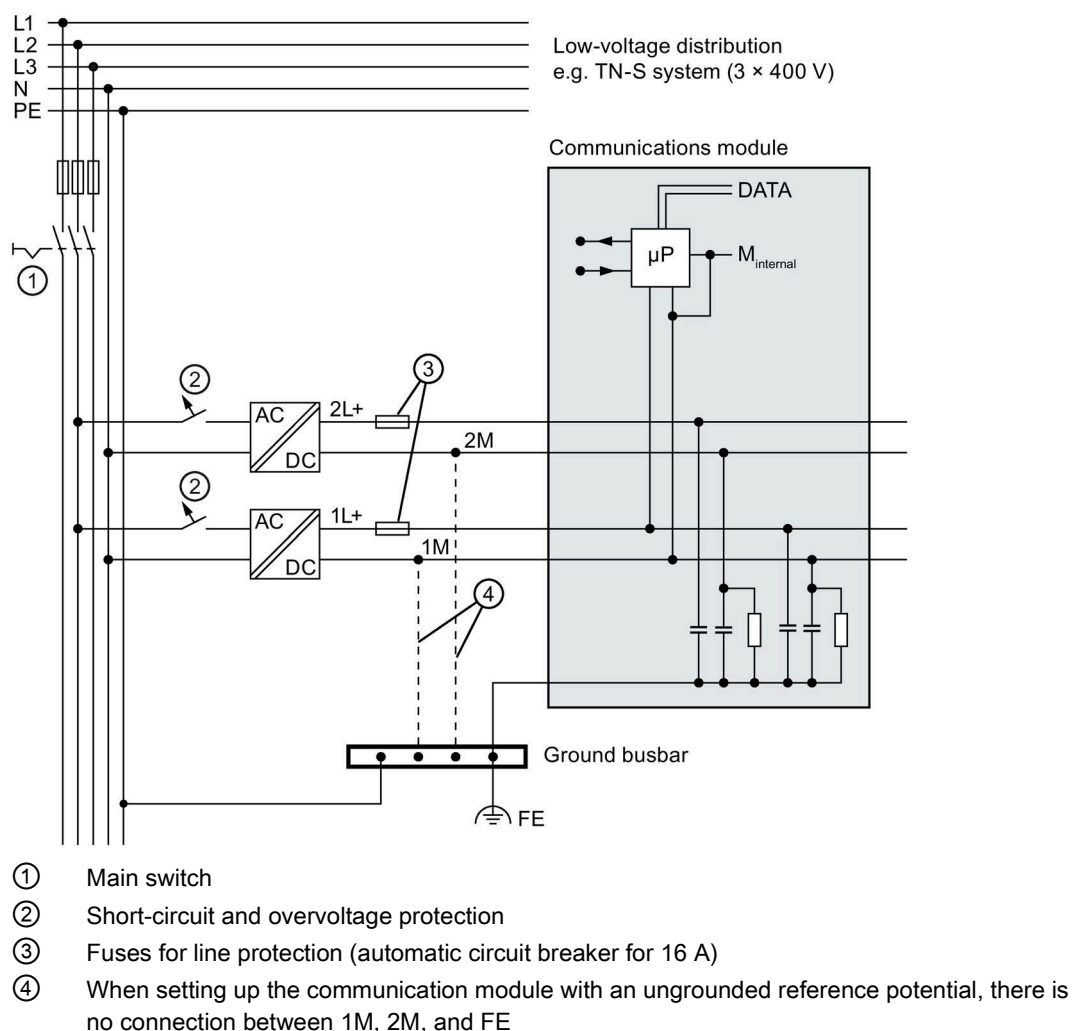 L1
L2
L3
N
PE
Low-voltage distribution
e.g. TN-S system (3 × 400 V)
Communications module
DATA
µP
M internal
①
②
③
AC
DC
2L+
2M
②
AC
DC
1L+
1M
④
Ground busbar
FE
① Main switch
② Short-circuit and overvoltage protection
③ Fuses for line protection (automatic circuit breaker for 16 A)
④ When setting up the communication module with an ungrounded reference potential, there is
no connection between 1M, 2M, and FE